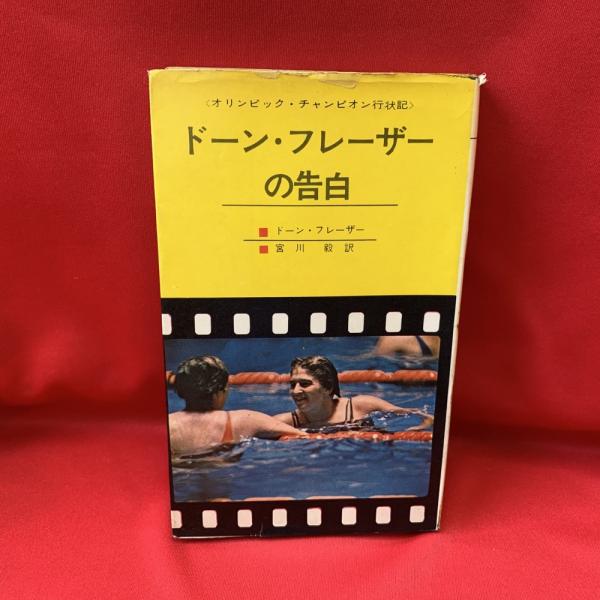 〈オリンピック・チャンピオン行状記〉
ドーン・フレーザー
の告白
■ ドーン・フレーザー
■ 宮川 毅 訳